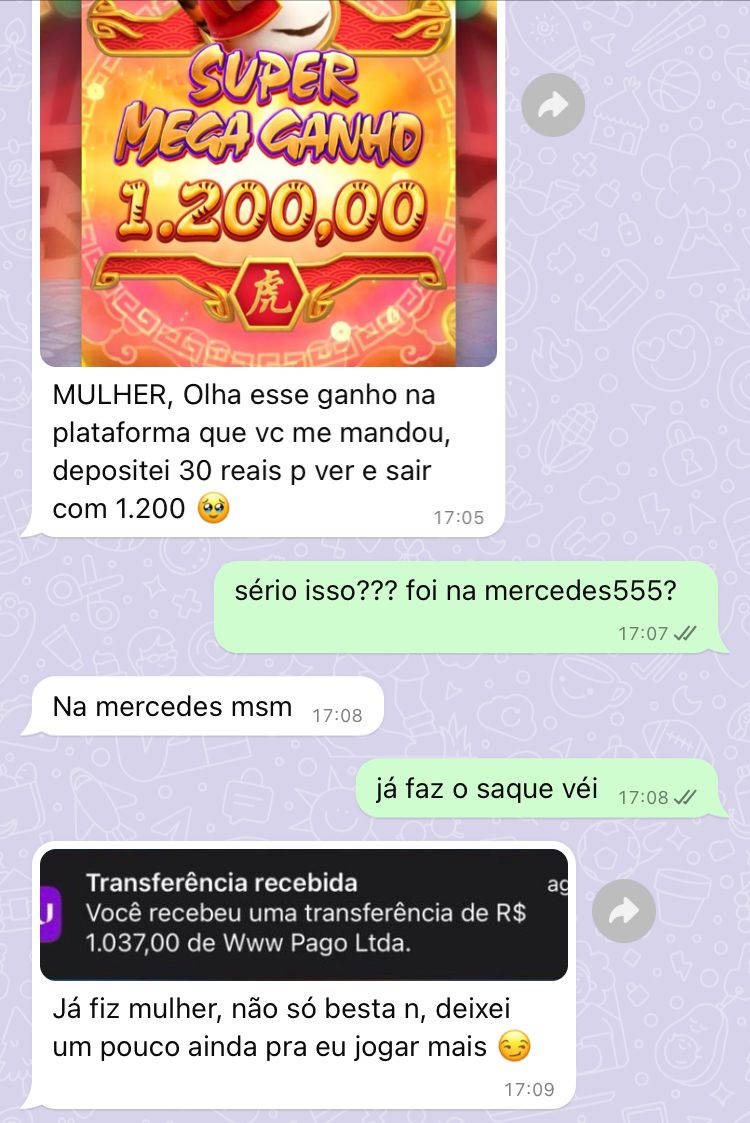 SUPER
MEGA GANHO
1.200,00
虎
MULHER, Olha esse ganho na
plataforma que vc me mandou,
depositei 30 reais p ver e sair
com 1.200 🥹
17:05
sério isso??? foi na mercedes555?
17:07
Na mercedes msm
17:08
já faz o saque véi
17:08
Transferência recebida
ag
Você recebeu uma transferência de R$
1.037,00 de Www Pago Ltda.
Já fiz mulher, não só besta n, deixei
um pouco ainda pra eu jogar mais 😏
17:09